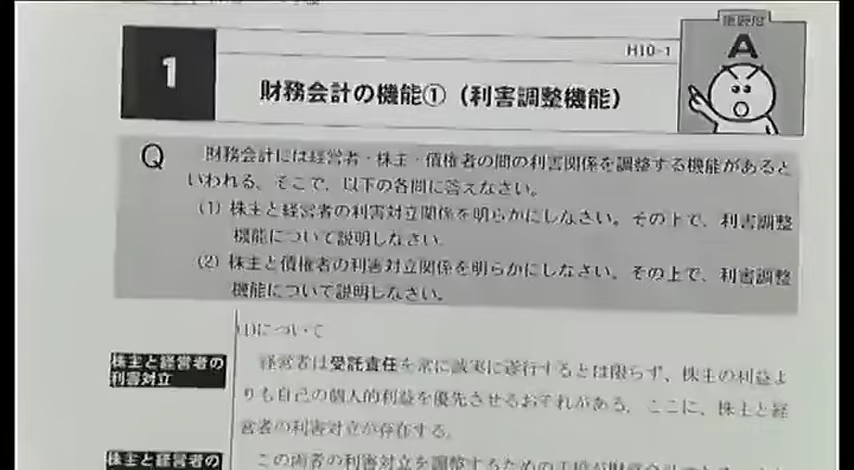 重要度
A
H10-1
1
財務会計の機能①（利害調整機能）
Q 財務会計には経営者・株主・債権者の間の利害関係を調整する機能があると
いわれる。そこで、以下の各問に答えなさい。
(1) 株主と経営者の利害対立関係を明らかにしなさい。その上で、利害調整
機能について説明しなさい。
(2) 株主と債権者の利害対立関係を明らかにしなさい。その上で、利害調整
機能について説明しなさい。
(1)について
株主と経営者の
利害対立
経営者は受託責任を常に誠実に遂行するとは限らず、株主の利益よ
りも自己の個人的利益を優先させるおそれがある。ここに、株主と経
営者の利害対立が存在する。
株主と経営者の
この両者の利害対立を調整するための手段が財務会計